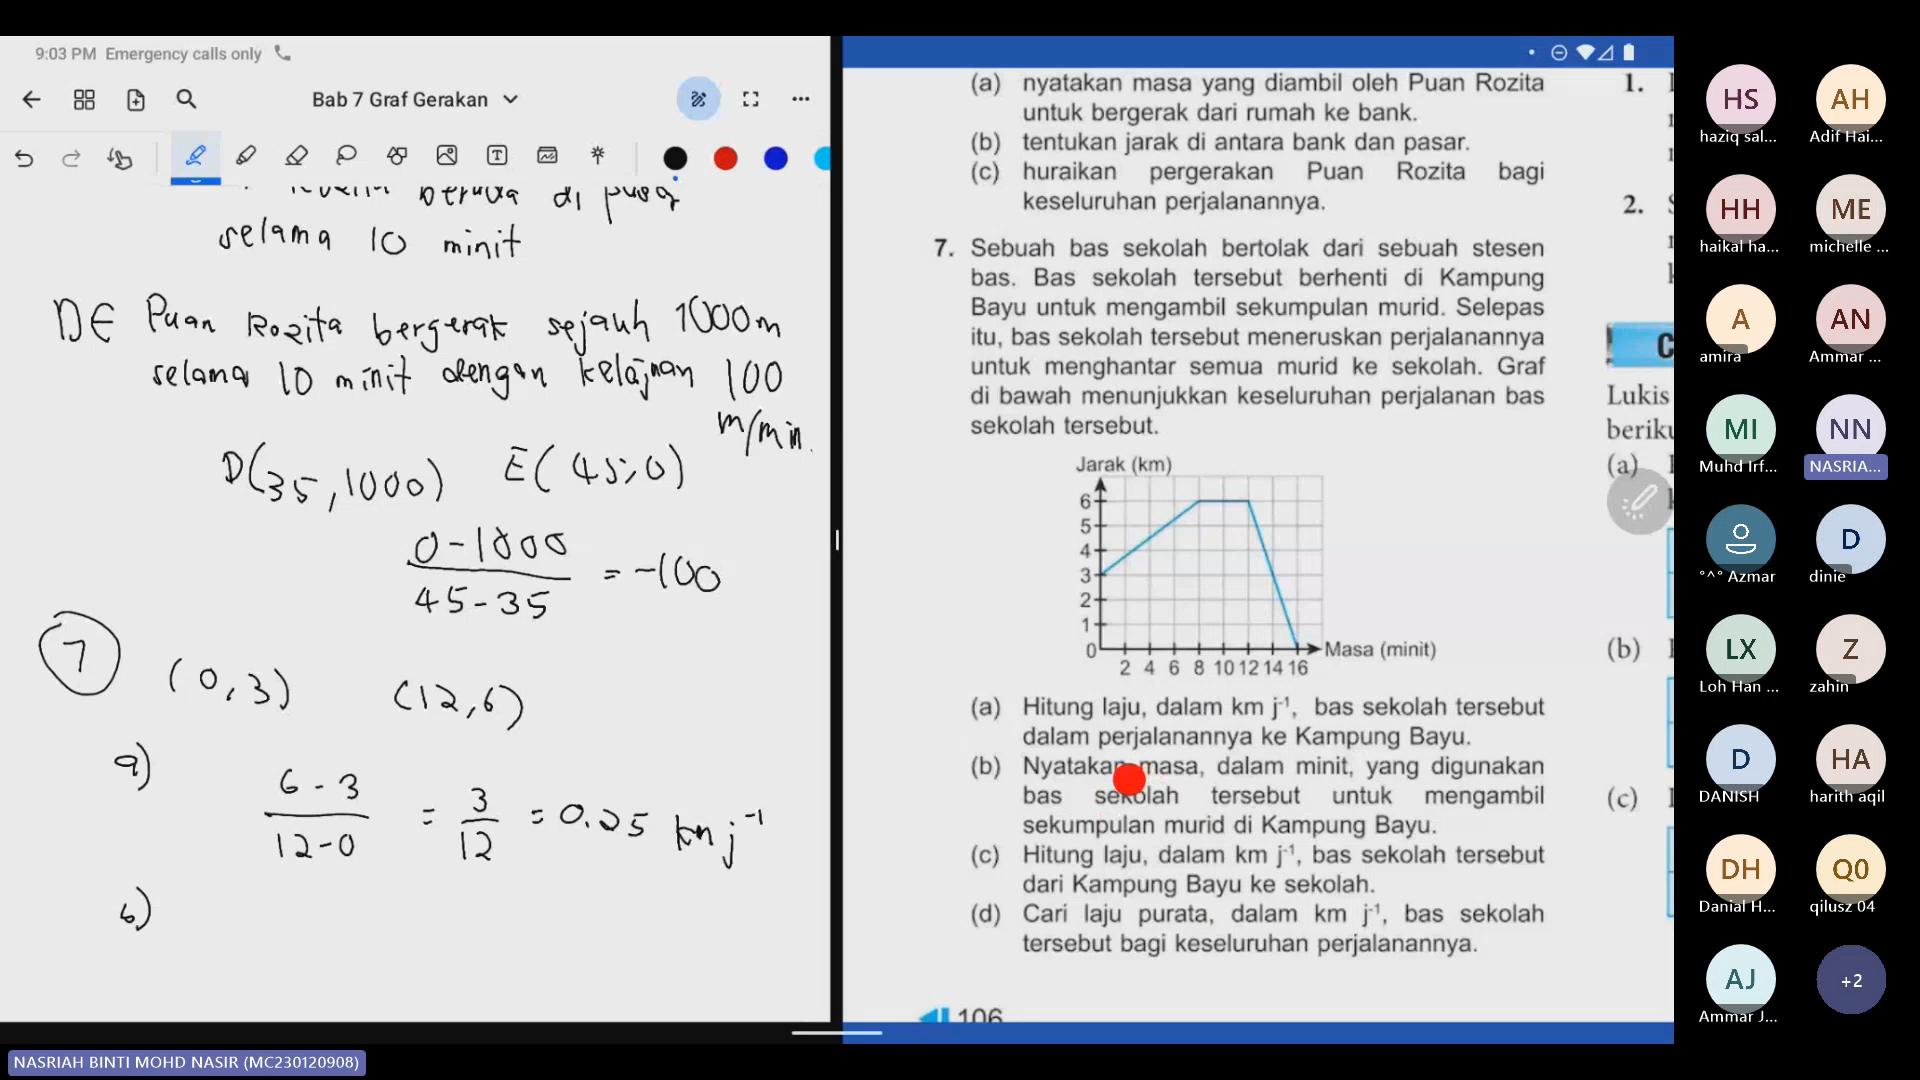 9:03 PM Emergency calls only
Bab 7 Graf Gerakan
selama 10 minit
DE Puan Rozita bergerak sejauh 1000m
selama 10 minit dengan kelajuan 100
m/min.
D(35,1000) E(45,0)
0-1000
= -100
45-35
7
(0,3) (12,6)
a)
6-3
12-0
= 3/12 = 0.25 km j⁻¹
b)
(a) nyatakan masa yang diambil oleh Puan Rozita
untuk bergerak dari rumah ke bank.
(b) tentukan jarak di antara bank dan pasar.
(c) huraikan pergerakan Puan Rozita bagi
keseluruhan perjalanannya.
7. Sebuah bas sekolah bertolak dari sebuah stesen
bas. Bas sekolah tersebut berhenti di Kampung
Bayu untuk mengambil sekumpulan murid. Selepas
itu, bas sekolah tersebut meneruskan perjalanannya
untuk menghantar semua murid ke sekolah. Graf
di bawah menunjukkan keseluruhan perjalanan bas
sekolah tersebut.
Jarak (km)
6
5
4
3
2
1
0
Masa (minit)
2 4 6 8 10 12 14 16
(a) Hitung laju, dalam km j⁻¹, bas sekolah tersebut
dalam perjalanannya ke Kampung Bayu.
(b) Nyatakan masa, dalam minit, yang digunakan
bas sekolah tersebut untuk mengambil
sekumpulan murid di Kampung Bayu.
(c) Hitung laju, dalam km j⁻¹, bas sekolah tersebut
dari Kampung Bayu ke sekolah.
(d) Cari laju purata, dalam km j⁻¹, bas sekolah
tersebut bagi keseluruhan perjalanannya.
106
1.
2.
C
Lukis
(a)
(b)
(c)
HS AH
haziq sal... Adif Hai...
HH ME
haikal ha... michelle ...
A AN
amira Ammar ...
MI NN
Muhd Irf... NASRIA...
D
°^° Azmar dinie
LX Z
Loh Han ... zahin
D HA
DANISH harith aqil
DH Q0
Danial H... qilusz 04
AJ +2
Ammar J...
NASRIAH BINTI MOHD NASIR (MC230120908)